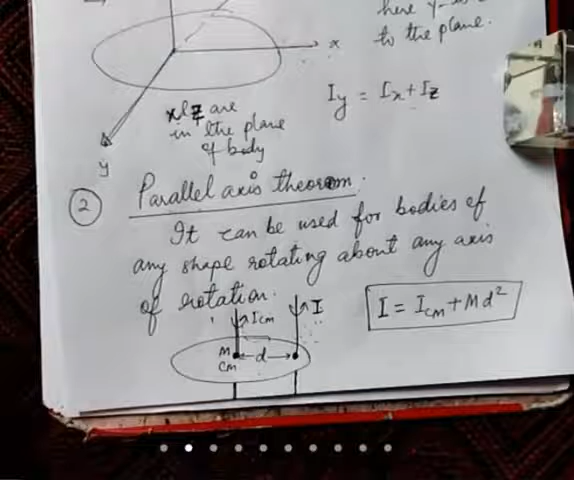 here y-
to the plane.
x
x & z are
in the plane
of body
y
Iy = Ix + Iz
2 Parallel axis theorem.
It can be used for bodies of
any shape rotating about any axis
of rotation.
Icm
I
I = Icm + Md²
M
d
CM